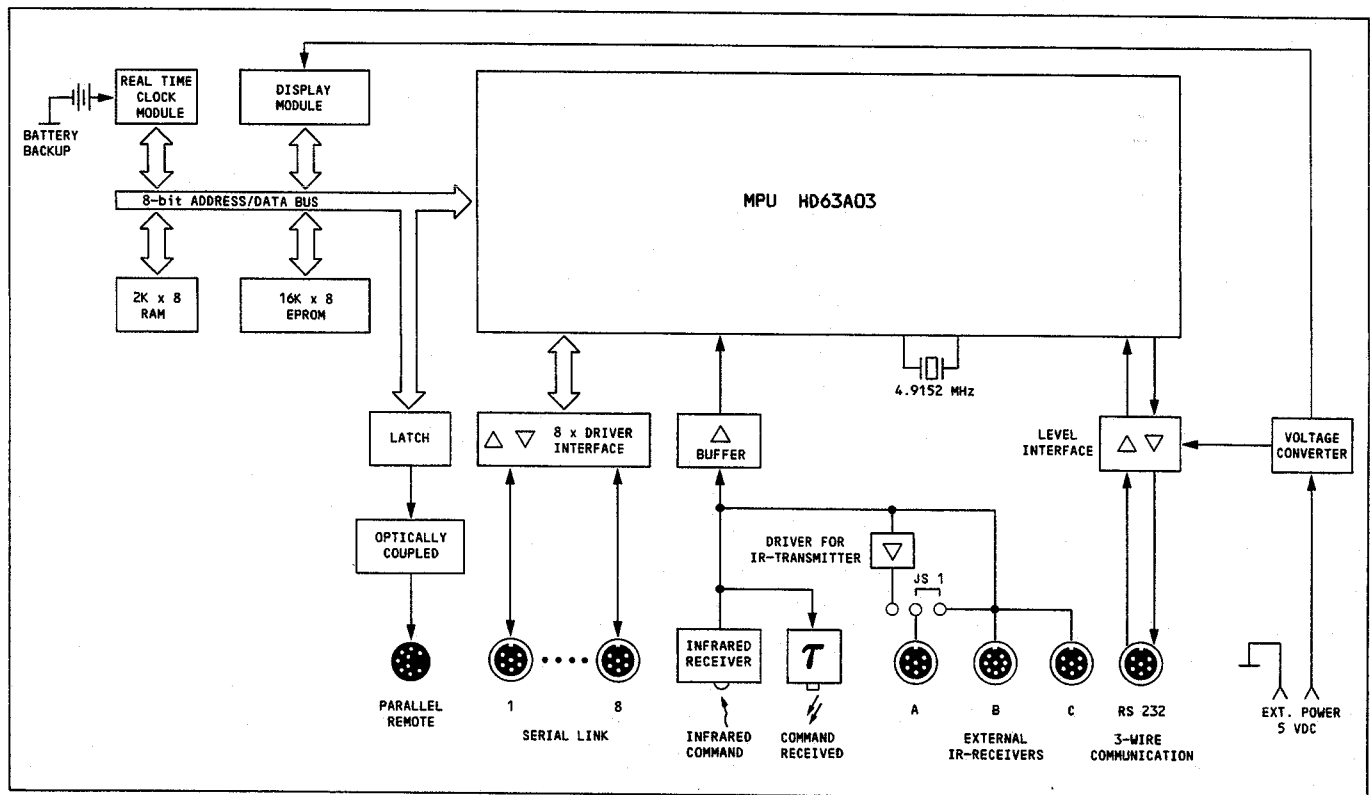 REAL TIME
CLOCK
MODULE
DISPLAY
MODULE
BATTERY
BACKUP
8-bit ADDRESS/DATA BUS
MPU HD63A03
2K x 8
RAM
16K x 8
EPROM
4.9152 MHz
LATCH
8 x DRIVER
INTERFACE
BUFFER
LEVEL
INTERFACE
VOLTAGE
CONVERTER
OPTICALLY
COUPLED
DRIVER FOR
IR-TRANSMITTER
JS 1
INFRARED
RECEIVER
τ
PARALLEL
REMOTE
1
8
SERIAL LINK
INFRARED
COMMAND
COMMAND
RECEIVED
A
B
C
EXTERNAL
IR-RECEIVERS
RS 232
3-WIRE
COMMUNICATION
EXT. POWER
5 VDC